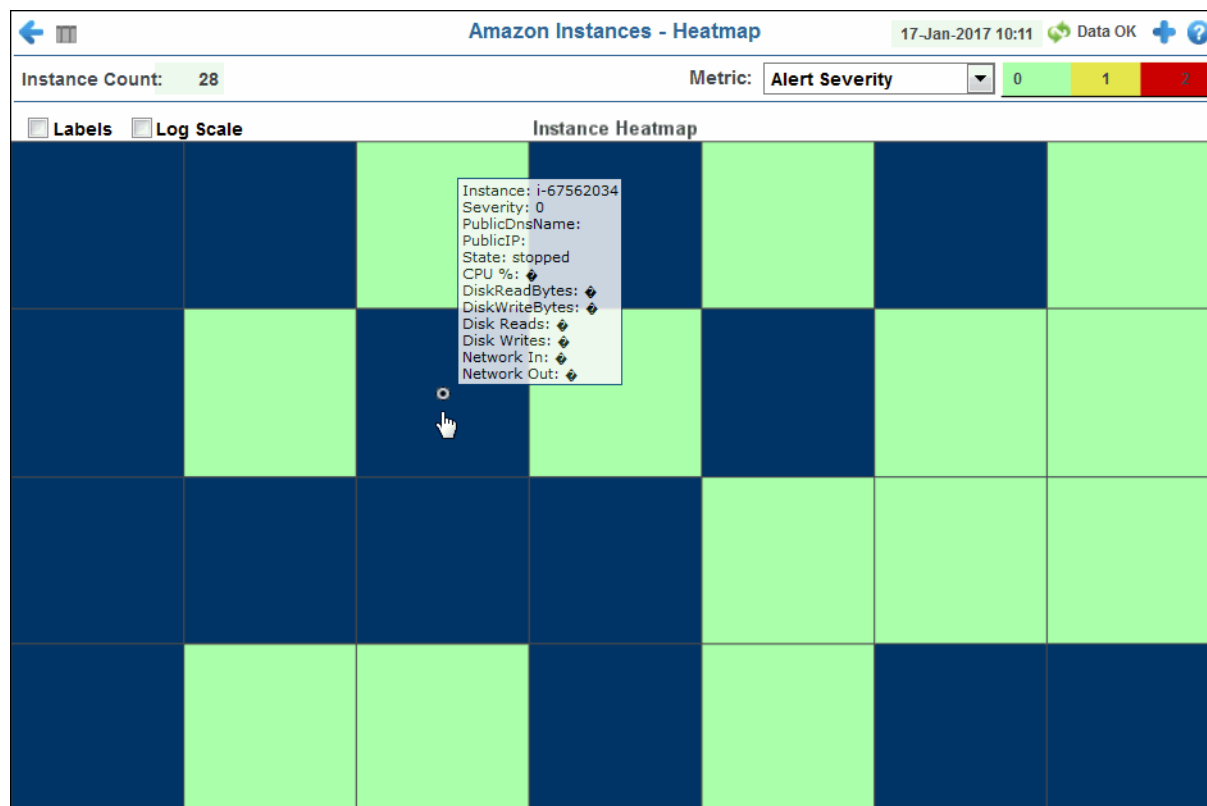 Amazon Instances - Heatmap 17-Jan-2017 10:11 Data OK
Instance Count: 28 Metric: Alert Severity 0 1 2
Labels Log Scale Instance Heatmap
Instance: i-67562034
Severity: 0
PublicDnsName:
PublicIP:
State: stopped
CPU %: �
DiskReadBytes: �
DiskWriteBytes: �
Disk Reads: �
Disk Writes: �
Network In: �
Network Out: �